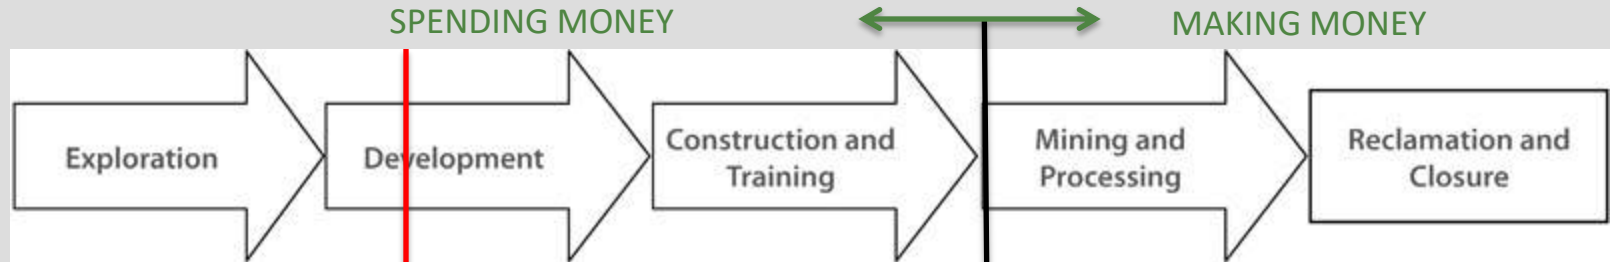 SPENDING MONEY
MAKING MONEY
Exploration
Development
Construction and
Training
Mining and
Processing
Reclamation and
Closure